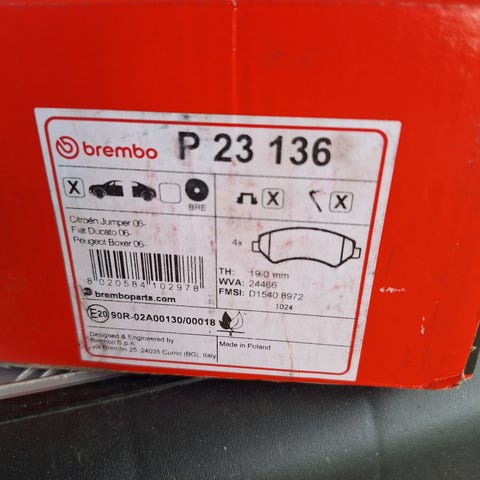 brembo P 23 136
X X X
BRE
Citroën Jumper 06-
Fiat Ducato 06-
Peugeot Boxer 06-
4x
8 020584 102978
TH: 19.0 mm
WVA: 24466
FMSI: D1540 8972
bremboparts.com
1024
E20 90R-02A00130/00018
Designed & Engineered by
Brembo S.p.A.
via Brembo 25, 24035 Curno (BG), Italy
Made in Poland